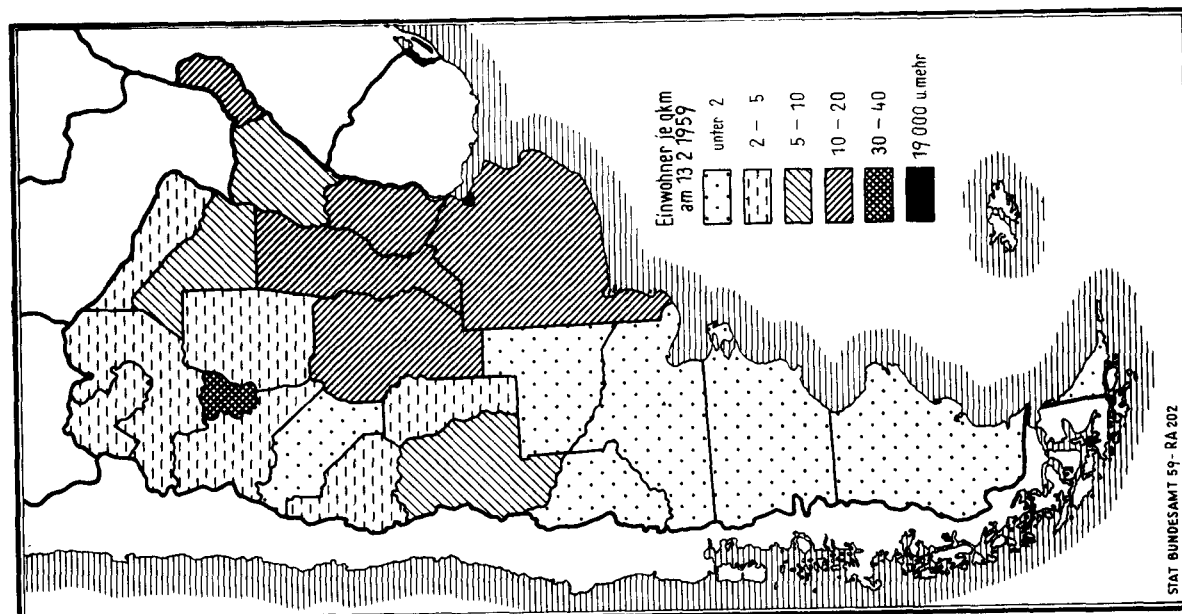 Einwohner je qkm
am 13 2 1959
unter 2
2 – 5
5 – 10
10 – 20
30 – 40
19 000 u.mehr
STAT BUNDESAMT 59 - RA 202